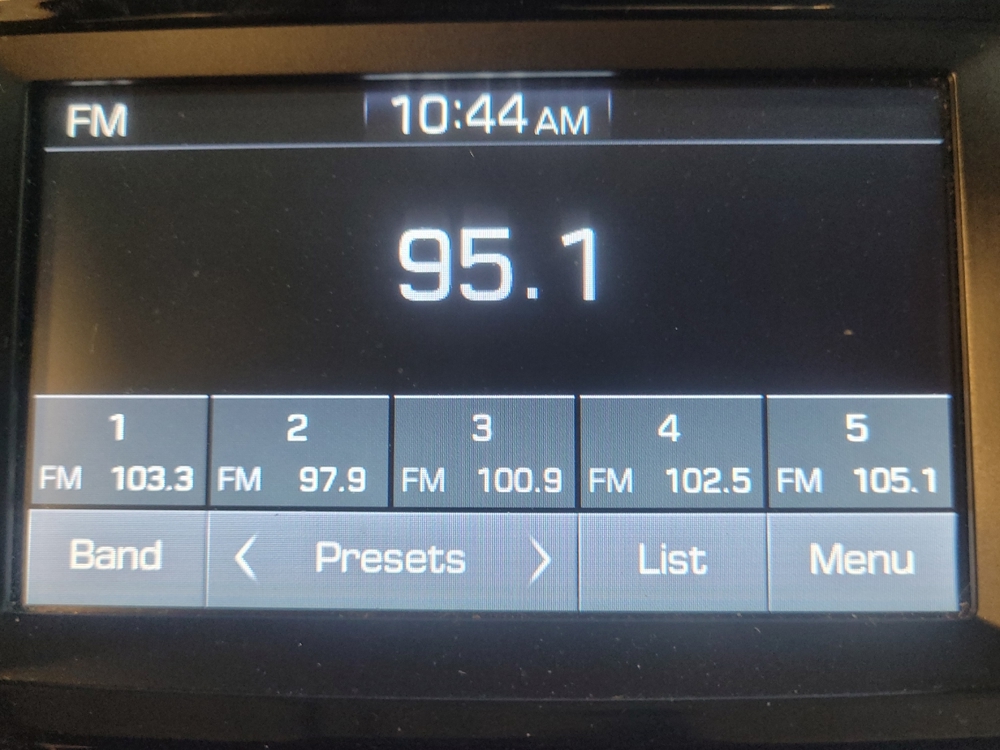 FM 10:44 AM
95.1
1 2 3 4 5
FM 103.3 FM 97.9 FM 100.9 FM 102.5 FM 105.1
Band < Presets > List Menu